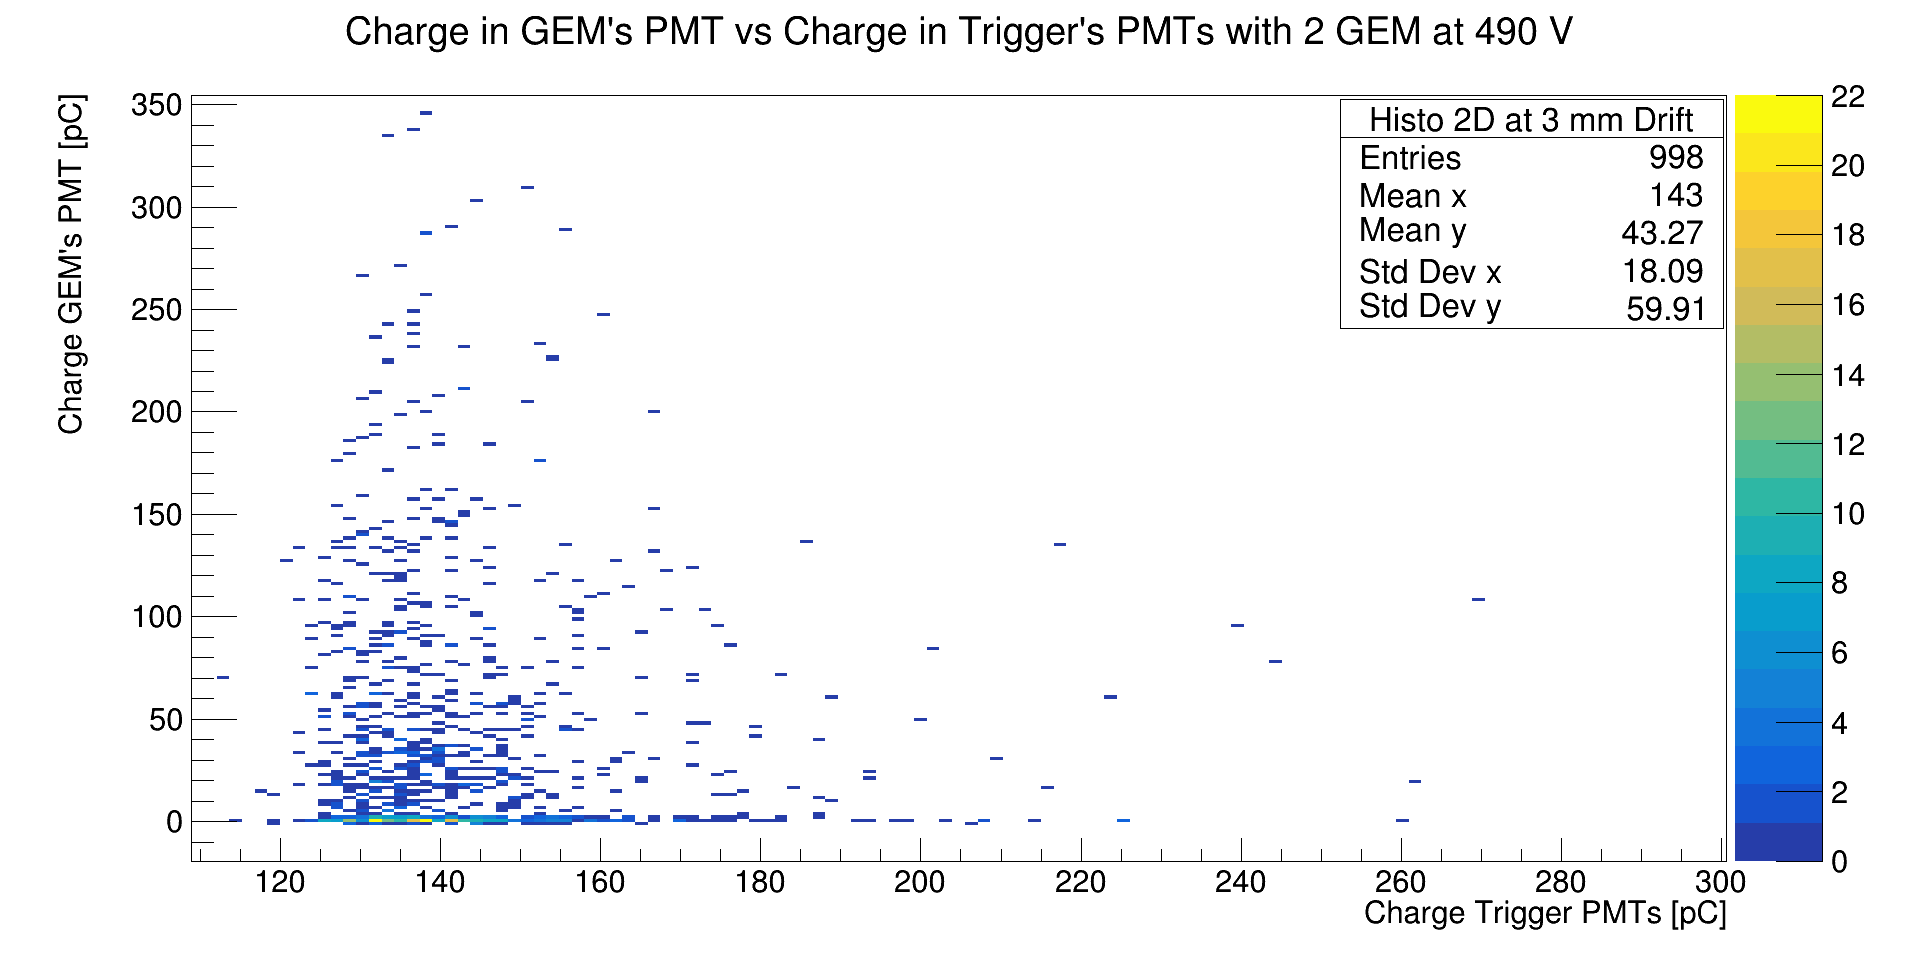 Charge in GEM's PMT vs Charge in Trigger's PMTs with 2 GEM at 490 V
Charge GEM's PMT [pC]
350
300
250
200
150
100
50
0
Histo 2D at 3 mm Drift
Entries 998
Mean x 143
Mean y 43.27
Std Dev x 18.09
Std Dev y 59.91
22
20
18
16
14
12
10
8
6
4
2
0
120 140 160 180 200 220 240 260 280 300
Charge Trigger PMTs [pC]